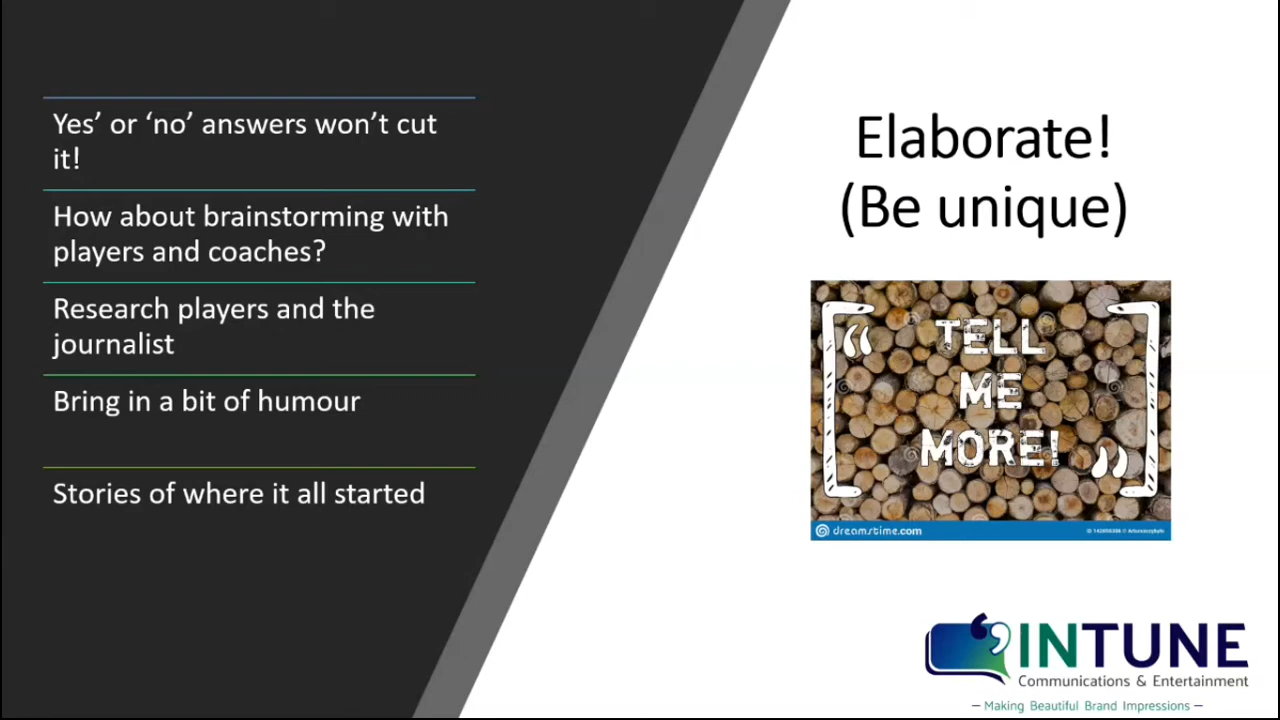 Yes’ or ‘no’ answers won’t cut
it!
How about brainstorming with
players and coaches?
Research players and the
journalist
Bring in a bit of humour
Stories of where it all started
Elaborate!
(Be unique)
“ TELL
ME
MORE! ”
dreamstime.com
INTUNE
Communications & Entertainment
– Making Beautiful Brand Impressions –